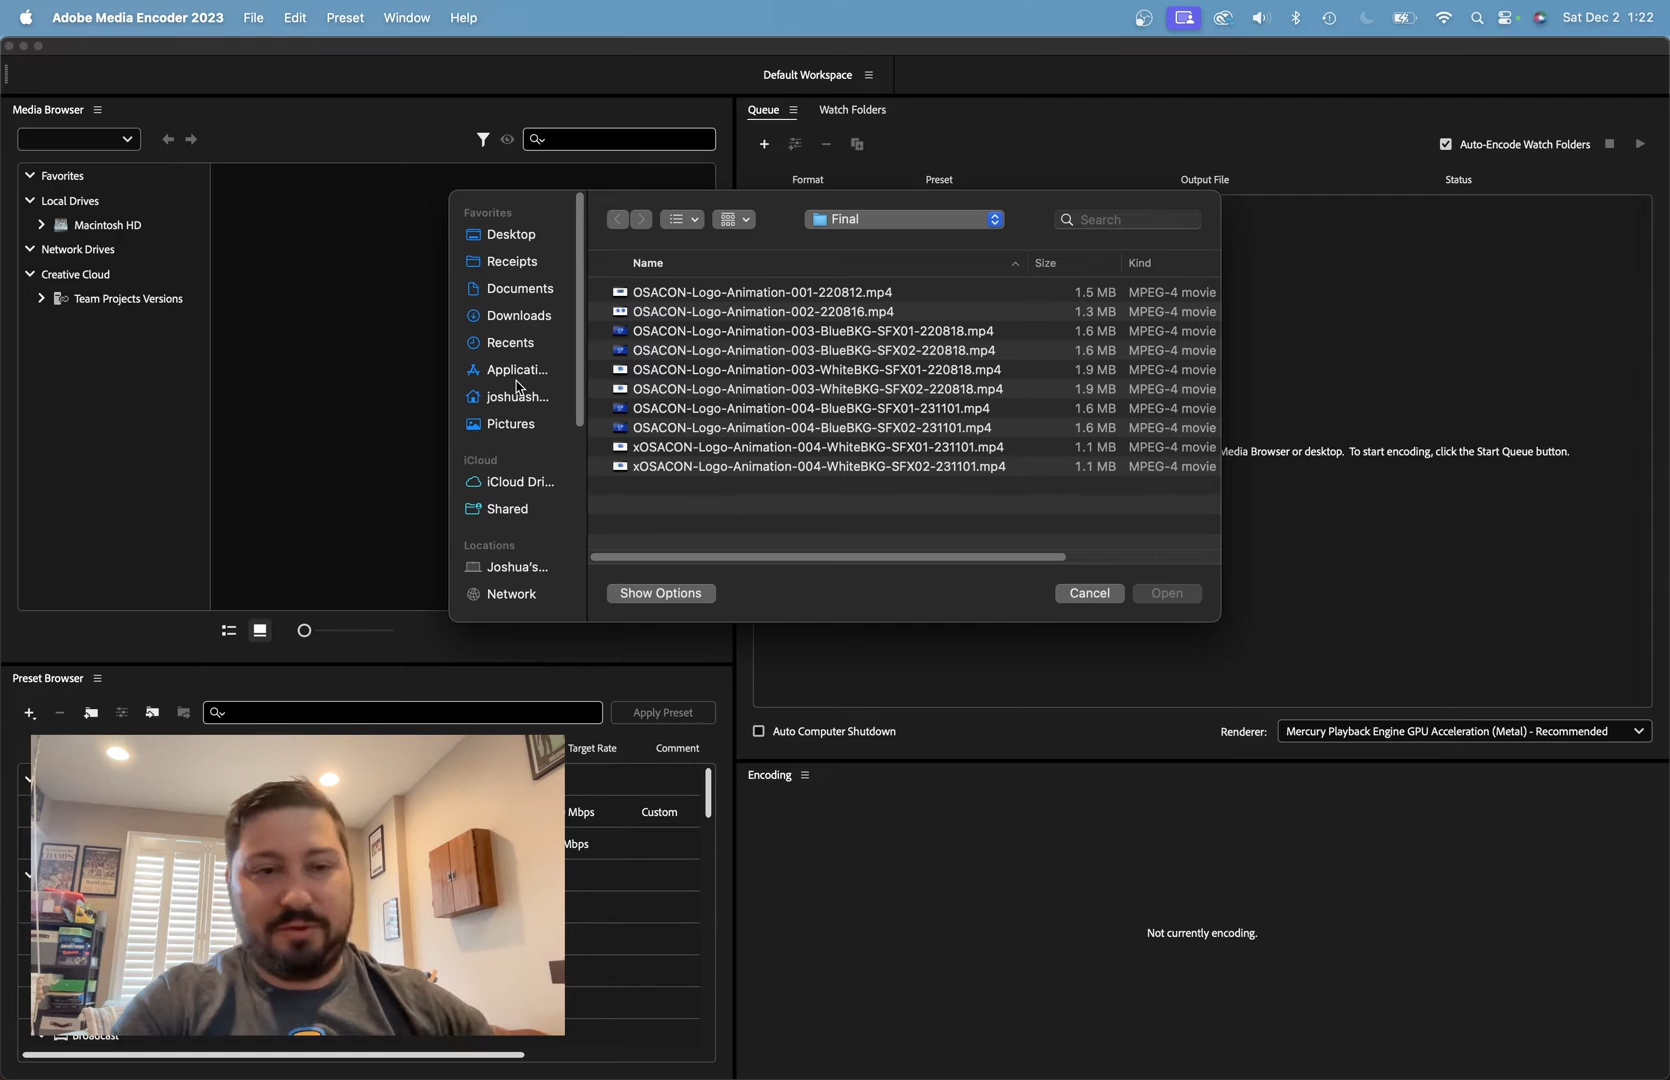 Adobe Media Encoder 2023 File Edit Preset Window Help Sat Dec 2 1:22
Default Workspace
Media Browser
Favorites
Local Drives
Macintosh HD
Network Drives
Creative Cloud
Team Projects Versions
Queue Watch Folders
Auto-Encode Watch Folders
Format Preset Output File Status
Favorites
Desktop
Receipts
Documents
Downloads
Recents
Applicati...
joshuash...
Pictures
iCloud
iCloud Dri...
Shared
Locations
Joshua's...
Network
Final
Search
Name Size Kind
OSACON-Logo-Animation-001-220812.mp4 1.5 MB MPEG-4 movie
OSACON-Logo-Animation-002-220816.mp4 1.3 MB MPEG-4 movie
OSACON-Logo-Animation-003-BlueBKG-SFX01-220818.mp4 1.6 MB MPEG-4 movie
OSACON-Logo-Animation-003-BlueBKG-SFX02-220818.mp4 1.6 MB MPEG-4 movie
OSACON-Logo-Animation-003-WhiteBKG-SFX01-220818.mp4 1.9 MB MPEG-4 movie
OSACON-Logo-Animation-003-WhiteBKG-SFX02-220818.mp4 1.9 MB MPEG-4 movie
OSACON-Logo-Animation-004-BlueBKG-SFX01-231101.mp4 1.6 MB MPEG-4 movie
OSACON-Logo-Animation-004-BlueBKG-SFX02-231101.mp4 1.6 MB MPEG-4 movie
xOSACON-Logo-Animation-004-WhiteBKG-SFX01-231101.mp4 1.1 MB MPEG-4 movie
xOSACON-Logo-Animation-004-WhiteBKG-SFX02-231101.mp4 1.1 MB MPEG-4 movie
Show Options Cancel Open
Media Browser or desktop. To start encoding, click the Start Queue button.
Preset Browser
Apply Preset
Target Rate Comment
Mbps Custom
Mbps
Broadcast
Auto Computer Shutdown
Renderer: Mercury Playback Engine GPU Acceleration (Metal) - Recommended
Encoding
Not currently encoding.